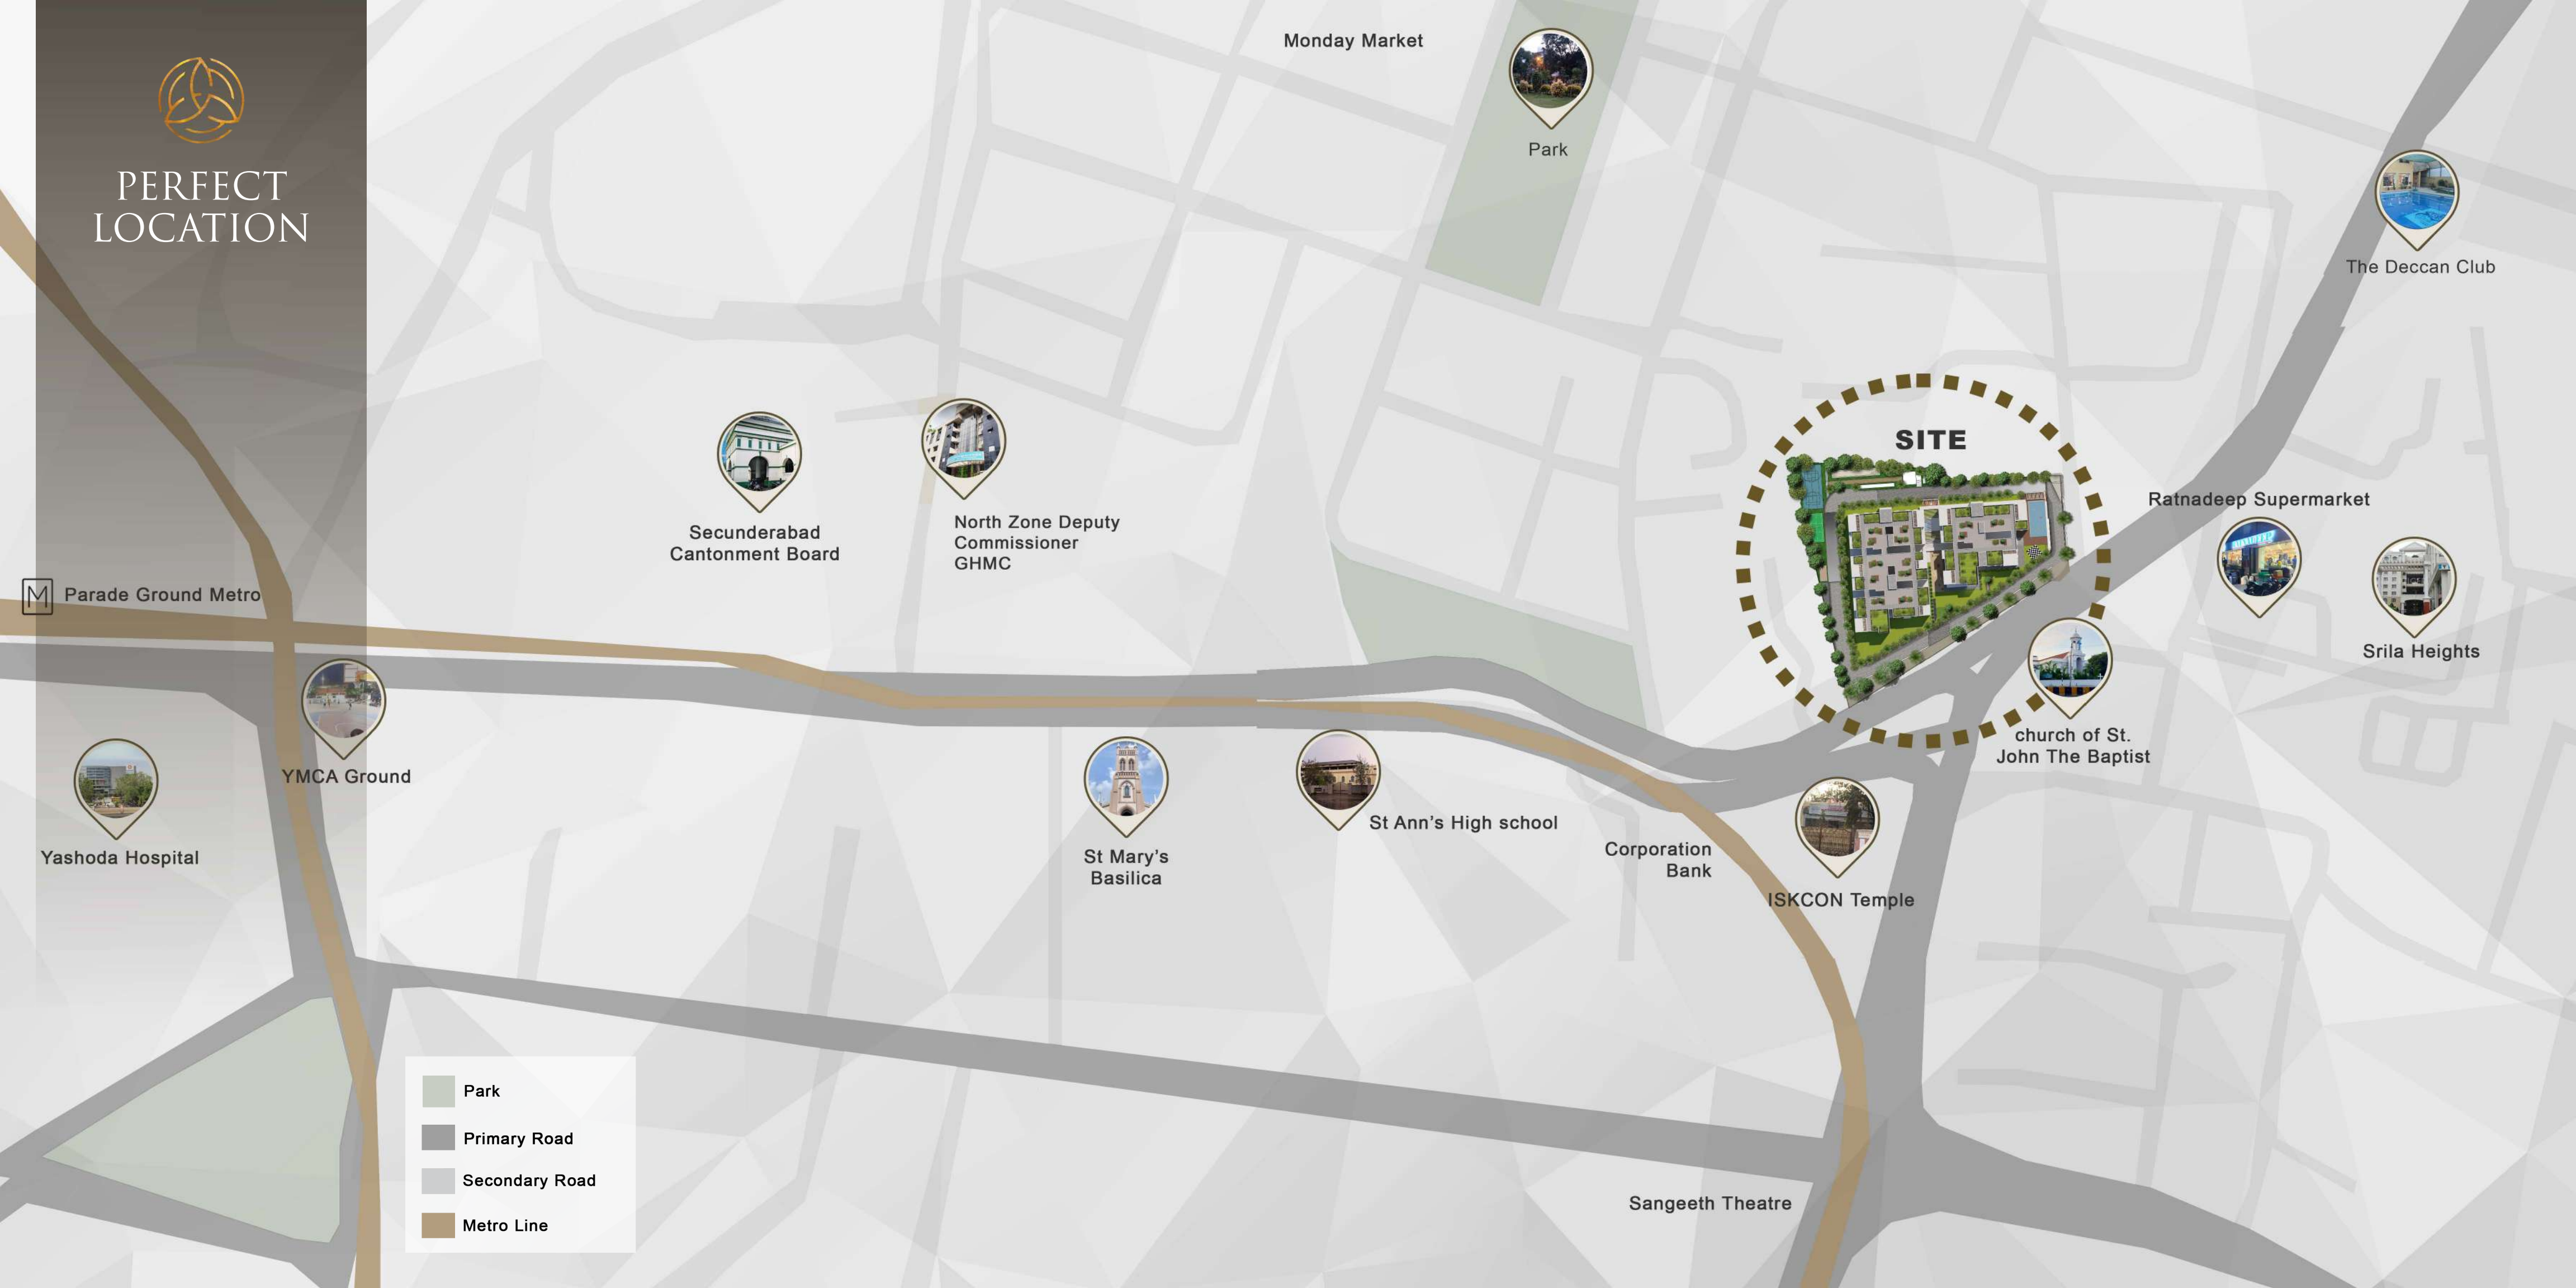 PERFECT
LOCATION
Monday Market
Park
The Deccan Club
SITE
Ratnadeep Supermarket
Srila Heights
Secunderabad
Cantonment Board
North Zone Deputy
Commissioner
GHMC
M
Parade Ground Metro
YMCA Ground
Yashoda Hospital
church of St.
John The Baptist
St Mary's
Basilica
St Ann's High school
Corporation
Bank
ISKCON Temple
Sangeeth Theatre
Park
Primary Road
Secondary Road
Metro Line